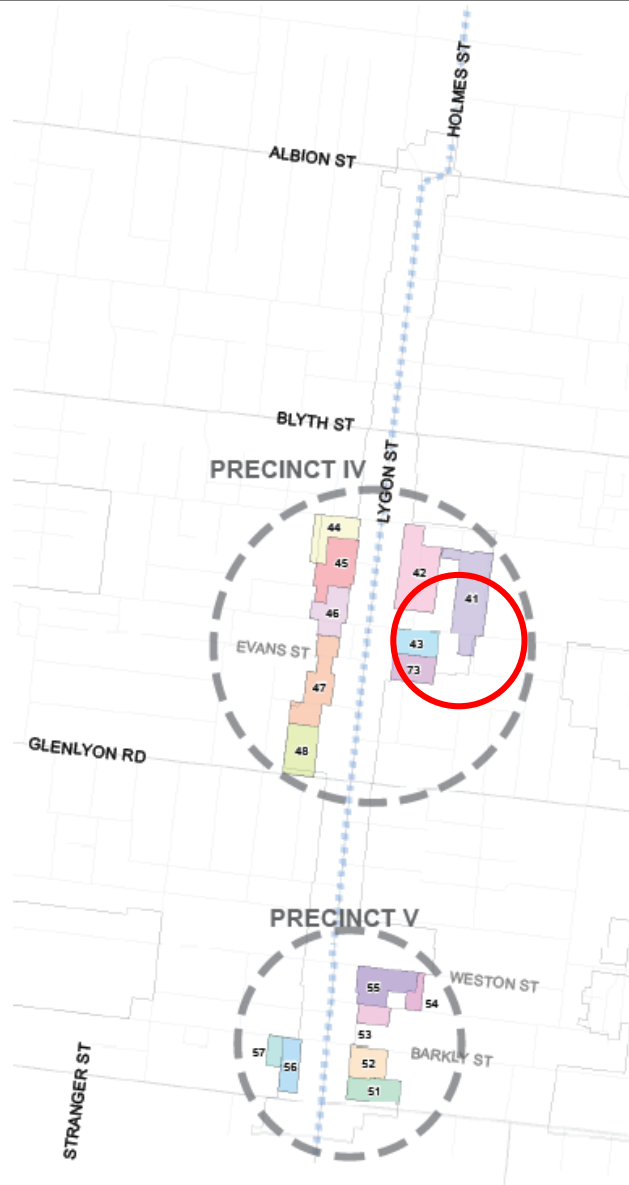 HOLMES ST
ALBION ST
BLYTH ST
PRECINCT IV
LYGON ST
44
45
42
41
46
EVANS ST
43
73
47
GLENLYON RD
48
PRECINCT V
WESTON ST
55
54
53
57
56
52
BARKLY ST
51
STRANGER ST